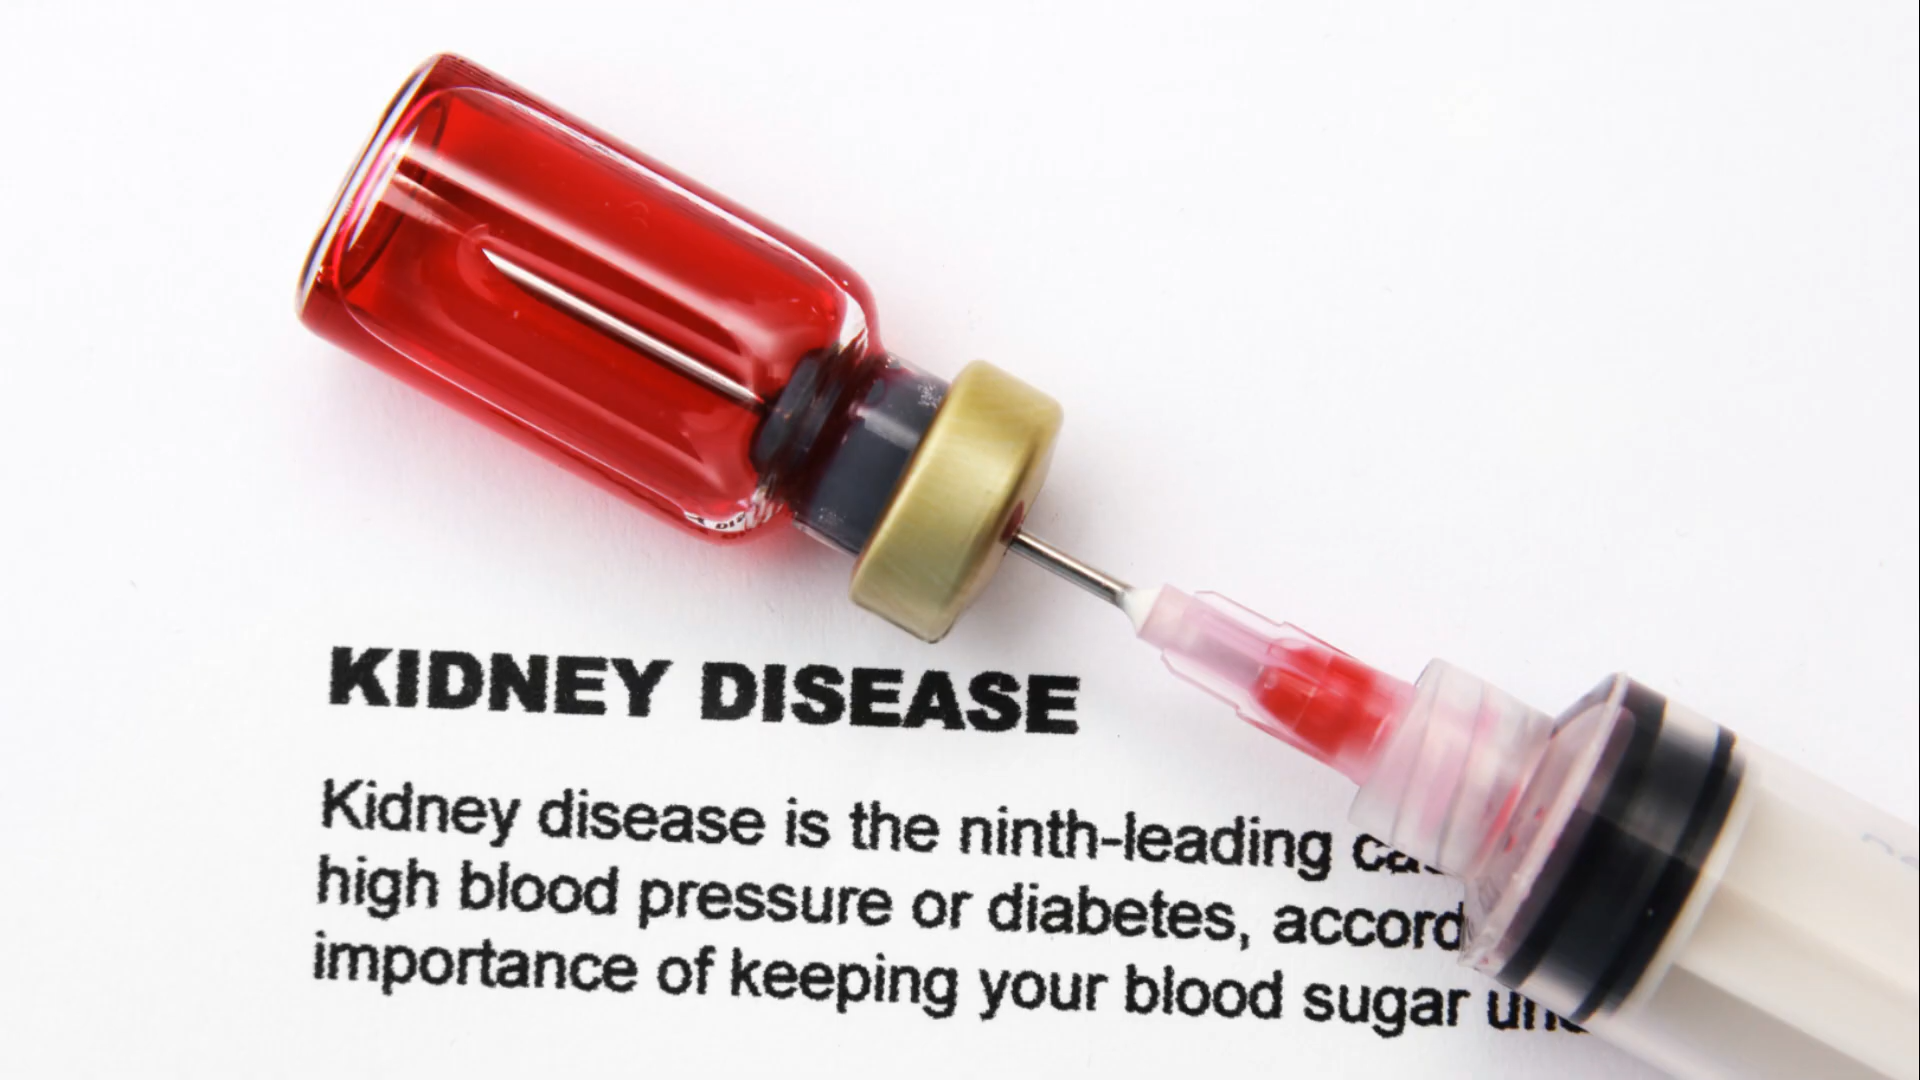 KIDNEY DISEASE
Kidney disease is the ninth-leading
high blood pressure or diabetes,
importance of keeping your blood sugar